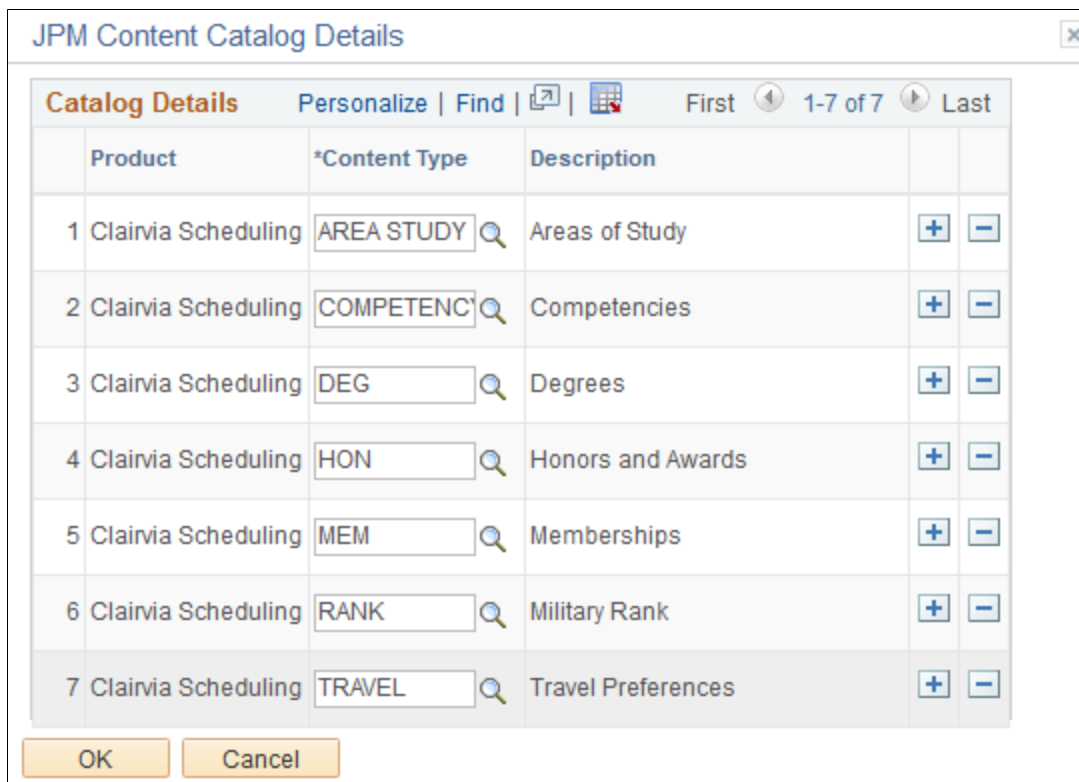 JPM Content Catalog Details
Catalog Details Personalize | Find | | First 1-7 of 7 Last
Product *Content Type Description
1 Clairvia Scheduling AREA STUDY Areas of Study
2 Clairvia Scheduling COMPETENCY Competencies
3 Clairvia Scheduling DEG Degrees
4 Clairvia Scheduling HON Honors and Awards
5 Clairvia Scheduling MEM Memberships
6 Clairvia Scheduling RANK Military Rank
7 Clairvia Scheduling TRAVEL Travel Preferences
OK Cancel